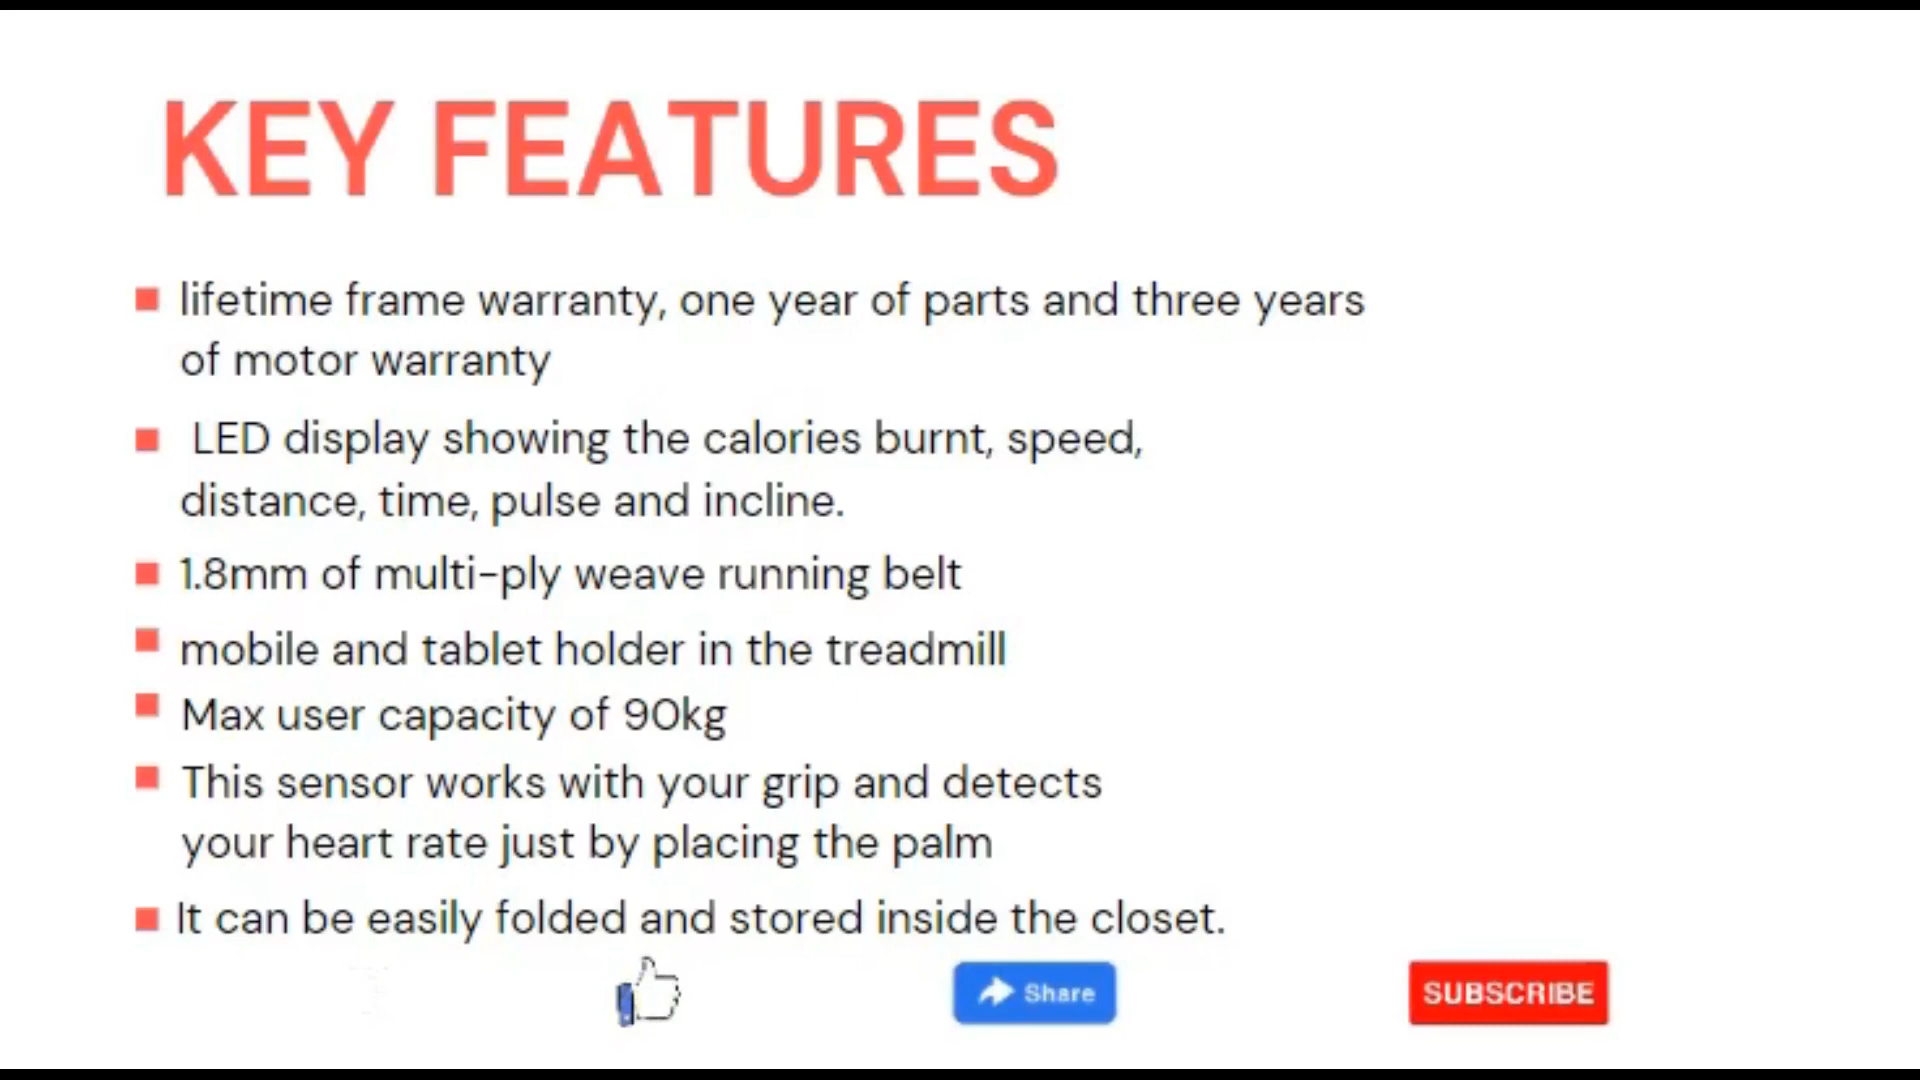 KEY FEATURES
lifetime frame warranty, one year of parts and three years
of motor warranty
LED display showing the calories burnt, speed,
distance, time, pulse and incline.
1.8mm of multi-ply weave running belt
mobile and tablet holder in the treadmill
Max user capacity of 90kg
This sensor works with your grip and detects
your heart rate just by placing the palm
It can be easily folded and stored inside the closet.
Share
SUBSCRIBE